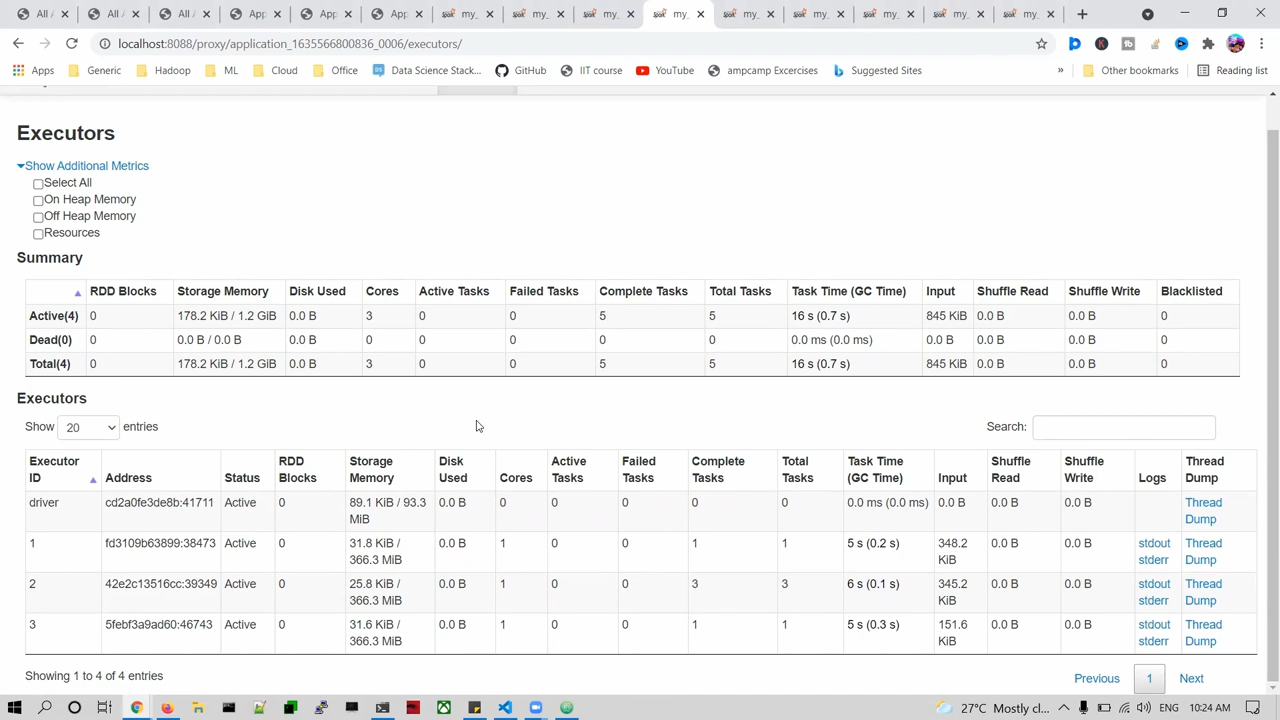 All A
All A
All A
App
App
App
my_
my_
my_
my_
my_
my_
my_
my_
my_
localhost:8088/proxy/application_1635566800836_0006/executors/
Apps Generic Hadoop ML Cloud Office Data Science Stack... GitHub IIT course YouTube ampcamp Excercises Suggested Sites » Other bookmarks Reading list
Executors
Show Additional Metrics
Select All
On Heap Memory
Off Heap Memory
Resources
Summary
RDD Blocks Storage Memory Disk Used Cores Active Tasks Failed Tasks Complete Tasks Total Tasks Task Time (GC Time) Input Shuffle Read Shuffle Write Blacklisted
Active(4) 0 178.2 KiB / 1.2 GiB 0.0 B 3 0 0 5 5 16 s (0.7 s) 845 KiB 0.0 B 0.0 B 0
Dead(0) 0 0.0 B / 0.0 B 0.0 B 0 0 0 0 0 0.0 ms (0.0 ms) 0.0 B 0.0 B 0.0 B 0
Total(4) 0 178.2 KiB / 1.2 GiB 0.0 B 3 0 0 5 5 16 s (0.7 s) 845 KiB 0.0 B 0.0 B 0
Executors
Show 20 entries Search:
Executor ID Address Status RDD Blocks Storage Memory Disk Used Cores Active Tasks Failed Tasks Complete Tasks Total Tasks Task Time (GC Time) Input Shuffle Read Shuffle Write Logs Thread Dump
driver cd2a0fe3de8b:41711 Active 0 89.1 KiB / 93.3 MiB 0.0 B 0 0 0 0 0 0.0 ms (0.0 ms) 0.0 B 0.0 B 0.0 B Thread Dump
1 fd3109b63899:38473 Active 0 31.8 KiB / 366.3 MiB 0.0 B 1 0 0 1 1 5 s (0.2 s) 348.2 KiB 0.0 B 0.0 B stdout stderr Thread Dump
2 42e2c13516cc:39349 Active 0 25.8 KiB / 366.3 MiB 0.0 B 1 0 0 3 3 6 s (0.1 s) 345.2 KiB 0.0 B 0.0 B stdout stderr Thread Dump
3 5febf3a9ad60:46743 Active 0 31.6 KiB / 366.3 MiB 0.0 B 1 0 0 1 1 5 s (0.3 s) 151.6 KiB 0.0 B 0.0 B stdout stderr Thread Dump
Showing 1 to 4 of 4 entries
Previous 1 Next
27°C Mostly cl... ENG 10:24 AM